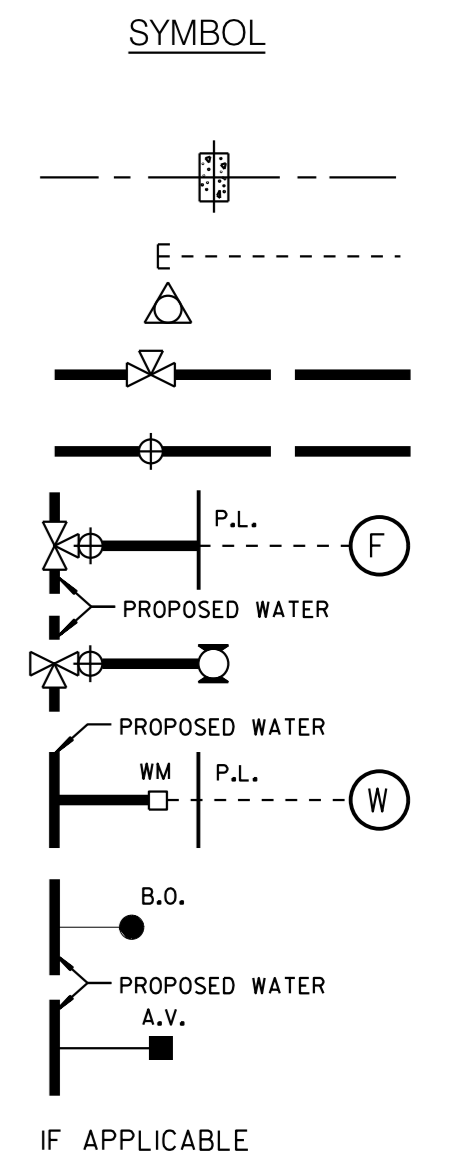 SYMBOL
E
P.L.
F
PROPOSED WATER
PROPOSED WATER
WM P.L.
W
B.O.
PROPOSED WATER
A.V.
IF APPLICABLE